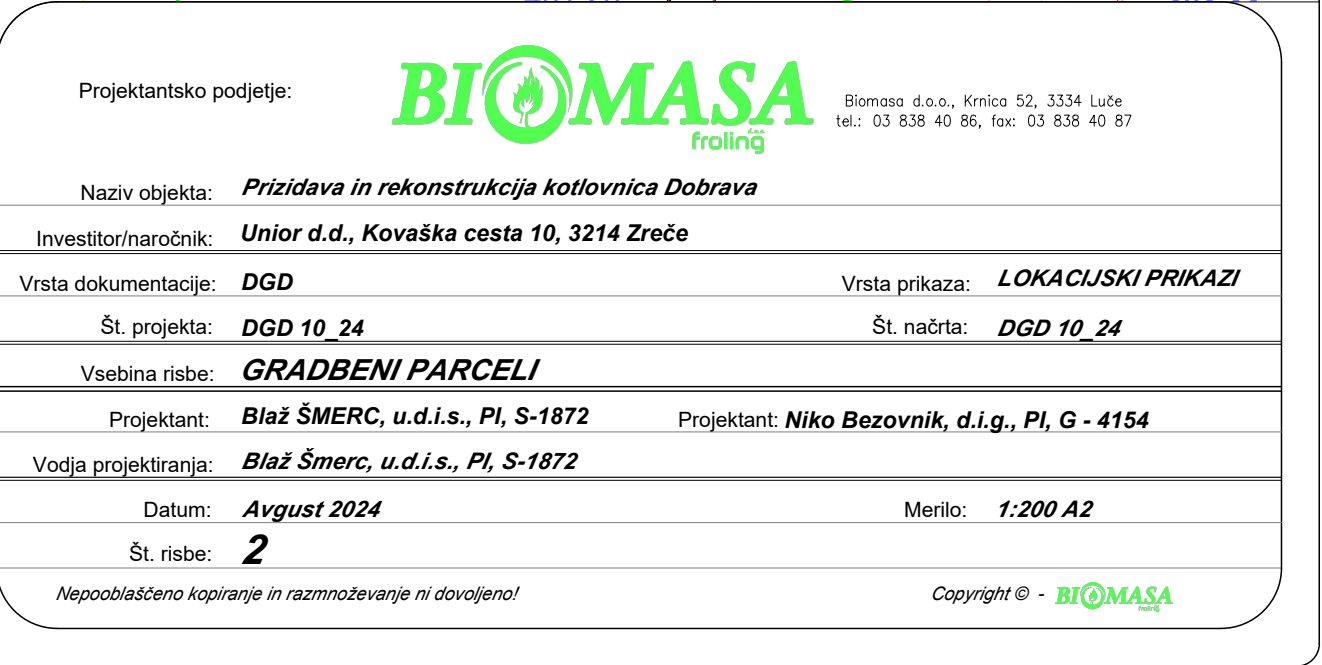 Projektantsko podjetje:
BIOMASA
d.o.o.
froling
Biomasa d.o.o., Krnica 52, 3334 Luče
tel.: 03 838 40 86, fax: 03 838 40 87
Naziv objekta: Prizidava in rekonstrukcija kotlovnica Dobrava
Investitor/naročnik: Unior d.d., Kovaška cesta 10, 3214 Zreče
Vrsta dokumentacije: DGD Vrsta prikaza: LOKACIJSKI PRIKAZI
Št. projekta: DGD 10_24 Št. načrta: DGD 10_24
Vsebina risbe: GRADBENI PARCELI
Projektant: Blaž ŠMERC, u.d.i.s., PI, S-1872 Projektant: Niko Bezovnik, d.i.g., PI, G - 4154
Vodja projektiranja: Blaž Šmerc, u.d.i.s., PI, S-1872
Datum: Avgust 2024 Merilo: 1:200 A2
Št. risbe: 2
Nepooblaščeno kopiranje in razmnoževanje ni dovoljeno! Copyright © - BIOMASA
froling